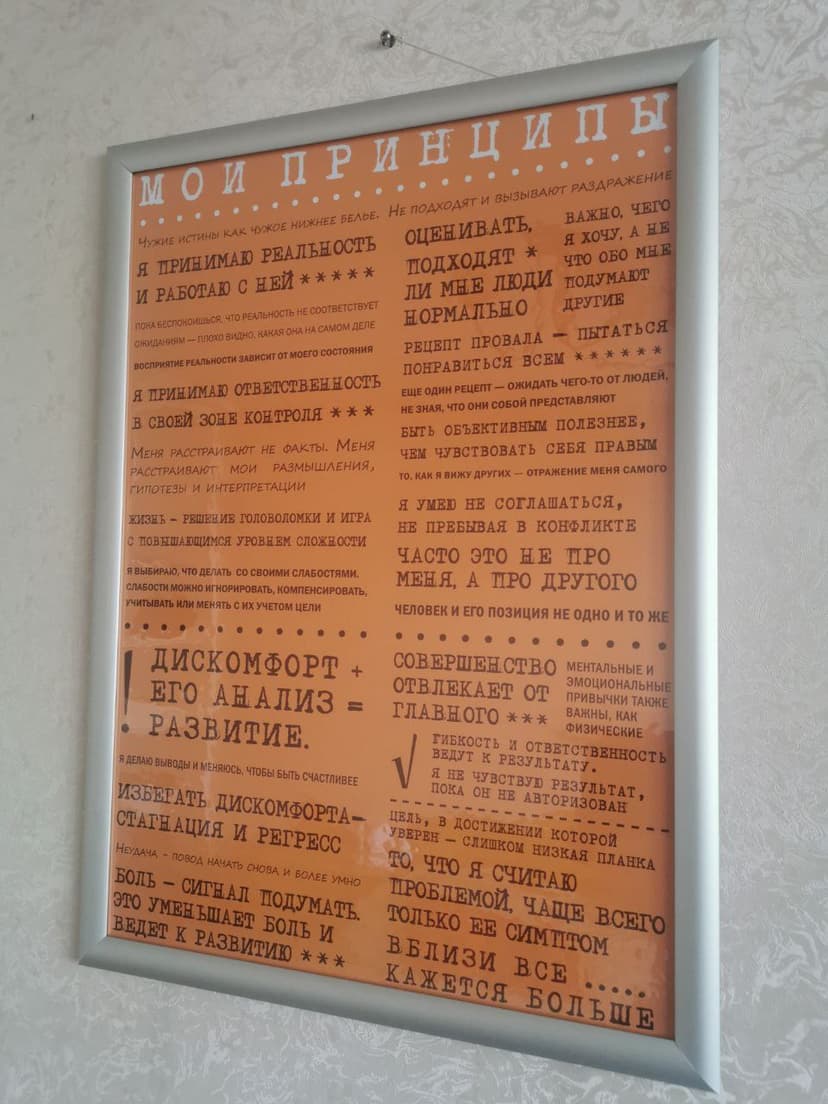 МОИ ПРИНЦИПЫ
Чужие истины как чужое нижнее белье. Не подходят и вызывают раздражение
Я ПРИНИМАЮ РЕАЛЬНОСТЬ
И РАБОТАЮ С НЕЙ *****
ПОКА БЕСПОКОИШЬСЯ, ЧТО РЕАЛЬНОСТЬ НЕ СООТВЕТСТВУЕТ
ОЖИДАНИЯМ — ПЛОХО ВИДНО, КАКАЯ ОНА НА САМОМ ДЕЛЕ
ВОСПРИЯТИЕ РЕАЛЬНОСТИ ЗАВИСИТ ОТ МОЕГО СОСТОЯНИЯ
Я ПРИНИМАЮ ОТВЕТСТВЕННОСТЬ
В СВОЕЙ ЗОНЕ КОНТРОЛЯ ***
Меня расстраивают не факты. Меня
расстраивают мои размышления,
гипотезы и интерпретации
ЖИЗНЬ – РЕШЕНИЕ ГОЛОВОЛОМКИ И ИГРА
С ПОВЫШАЮЩИМСЯ УРОВНЕМ СЛОЖНОСТИ
Я ВЫБИРАЮ, ЧТО ДЕЛАТЬ СО СВОИМИ СЛАБОСТЯМИ.
СЛАБОСТИ МОЖНО ИГНОРИРОВАТЬ, КОМПЕНСИРОВАТЬ,
УЧИТЫВАТЬ ИЛИ МЕНЯТЬ С ИХ УЧЕТОМ ЦЕЛИ
! ДИСКОМФОРТ +
ЕГО АНАЛИЗ =
РАЗВИТИЕ.
Я ДЕЛАЮ ВЫВОДЫ И МЕНЯЮСЬ, ЧТОБЫ БЫТЬ СЧАСТЛИВЕЕ
ИЗБЕГАТЬ ДИСКОМФОРТА–
СТАГНАЦИЯ И РЕГРЕСС
Неудача, – повод начать снова и более умно
БОЛЬ – СИГНАЛ ПОДУМАТЬ.
ЭТО УМЕНЬШАЕТ БОЛЬ И
ВЕДЕТ К РАЗВИТИЮ ***
ОЦЕНИВАТЬ,
ПОДХОДЯТ *
ЛИ МНЕ ЛЮДИ
НОРМАЛЬНО
ВАЖНО, ЧЕГО
Я ХОЧУ, А НЕ
ЧТО ОБО МНЕ
ПОДУМАЮТ
ДРУГИЕ
РЕЦЕПТ ПРОВАЛА — ПЫТАТЬСЯ
ПОНРАВИТЬСЯ ВСЕМ ******
ЕЩЕ ОДИН РЕЦЕПТ — ОЖИДАТЬ ЧЕГО-ТО ОТ ЛЮДЕЙ,
НЕ ЗНАЯ, ЧТО ОНИ СОБОЙ ПРЕДСТАВЛЯЮТ
БЫТЬ ОБЪЕКТИВНЫМ ПОЛЕЗНЕЕ,
ЧЕМ ЧУВСТВОВАТЬ СЕБЯ ПРАВЫМ
ТО, КАК Я ВИЖУ ДРУГИХ — ОТРАЖЕНИЕ МЕНЯ САМОГО
Я УМЕЮ НЕ СОГЛАШАТЬСЯ,
НЕ ПРЕБЫВАЯ В КОНФЛИКТЕ
ЧАСТО ЭТО НЕ ПРО
МЕНЯ, А ПРО ДРУГОГО
ЧЕЛОВЕК И ЕГО ПОЗИЦИЯ НЕ ОДНО И ТО ЖЕ
СОВЕРШЕНСТВО
ОТВЛЕКАЕТ ОТ
ГЛАВНОГО ***
МЕНТАЛЬНЫЕ И
ЭМОЦИОНАЛЬНЫЕ
ПРИВЫЧКИ ТАКЖЕ
ВАЖНЫ, КАК
ФИЗИЧЕСКИЕ
√ ГИБКОСТЬ И ОТВЕТСТВЕННОСТЬ
ВЕДУТ К РЕЗУЛЬТАТУ.
Я НЕ ЧУВСТВУЮ РЕЗУЛЬТАТ,
ПОКА ОН НЕ АВТОРИЗОВАН
ЦЕЛЬ, В ДОСТИЖЕНИИ КОТОРОЙ
УВЕРЕН — СЛИШКОМ НИЗКАЯ ПЛАНКА
ТО, ЧТО Я СЧИТАЮ
ПРОБЛЕМОЙ, ЧАЩЕ ВСЕГО
ТОЛЬКО ЕЕ СИМПТОМ
ВБЛИЗИ ВСЕ .....
КАЖЕТСЯ БОЛЬШЕ